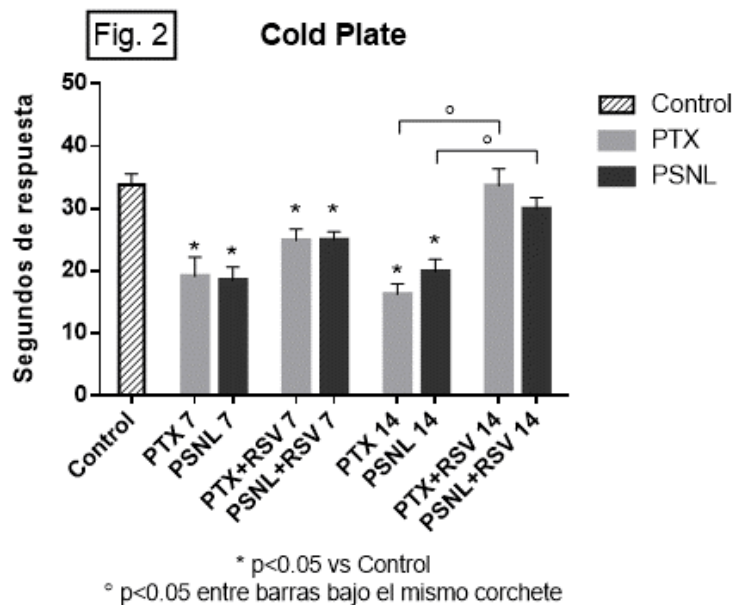 Fig. 2
Cold Plate
Segundos de respuesta
50
40
30
20
10
0
* * * * * *
° °
Control
PTX
PSNL
Control
PTX 7
PSNL 7
PTX+RSV 7
PSNL+RSV 7
PTX 14
PSNL 14
PTX+RSV 14
PSNL+RSV 14
* p<0.05 vs Control
° p<0.05 entre barras bajo el mismo corchete